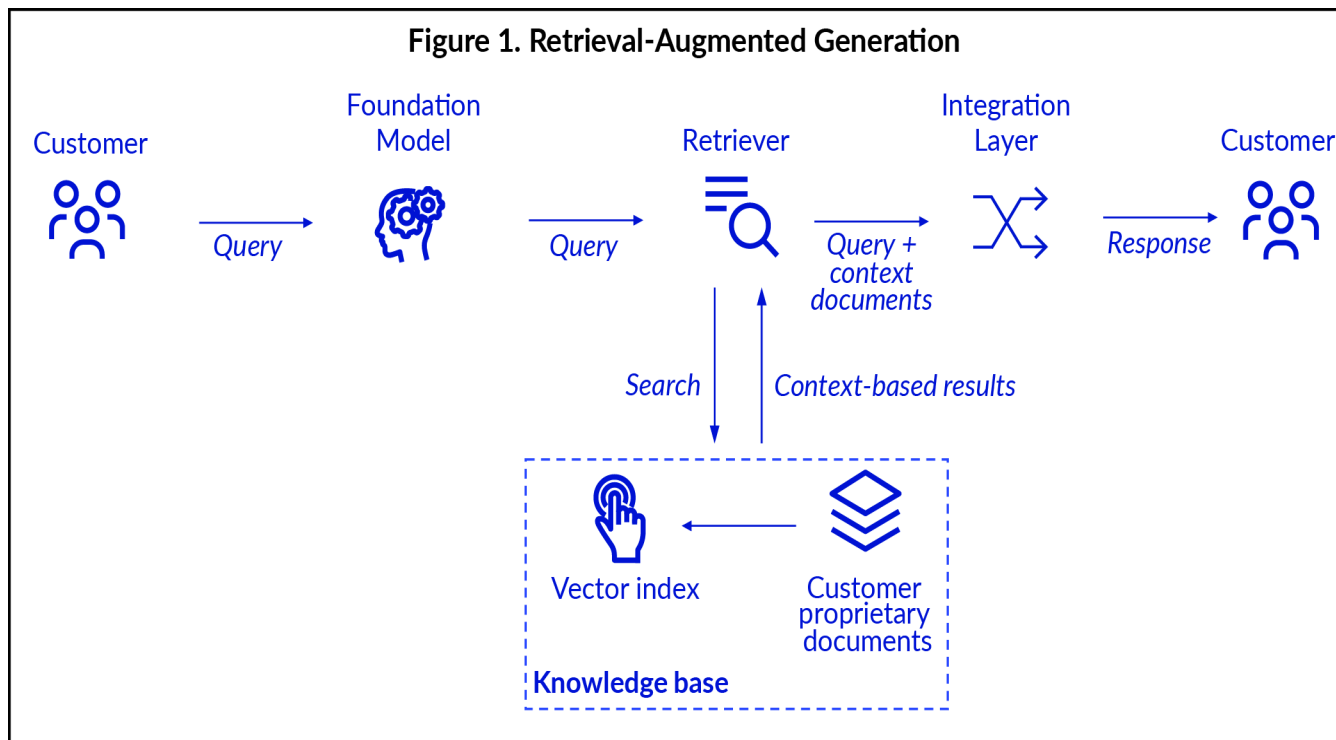 Figure 1. Retrieval-Augmented Generation
Customer
Foundation
Model
Retriever
Integration
Layer
Customer
Query
Query
Query +
context
documents
Response
Search
Context-based results
Vector index
Customer
proprietary
documents
Knowledge base